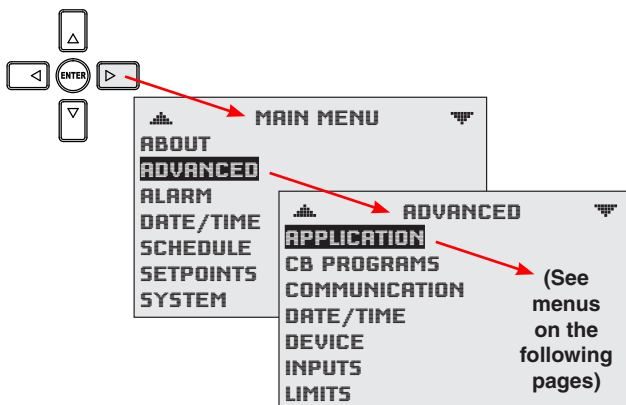 ENTER
MAIN MENU
ABOUT
ADVANCED
ALARM
DATE/TIME
SCHEDULE
SETPOINTS
SYSTEM
ADVANCED
APPLICATION
CB PROGRAMS
COMMUNICATION
DATE/TIME
DEVICE
INPUTS
LIMITS
(See
menus
on the
following
pages)